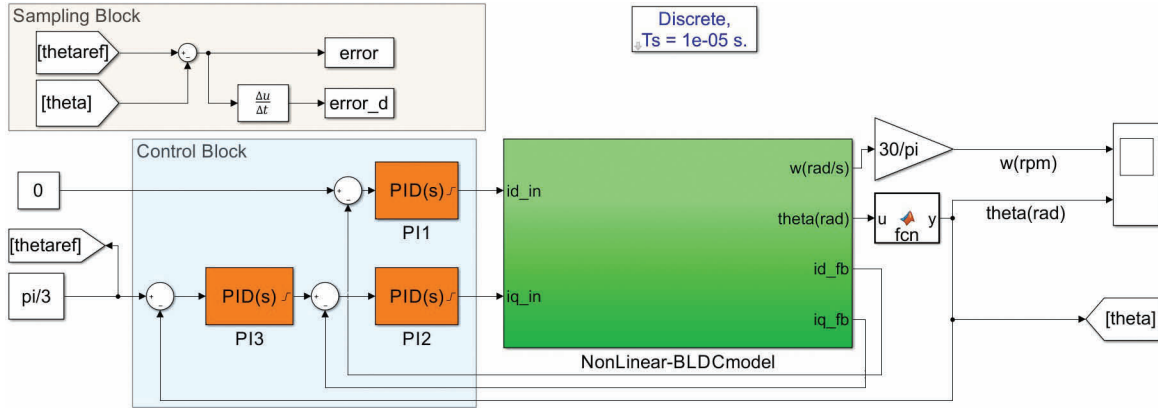 Sampling Block
[thetaref]
error
[theta]
Δu
Δt
error_d
Discrete,
Ts = 1e-05 s.
Control Block
0
PID(s)
PI1
[thetaref]
pi/3
PID(s)
PI3
PID(s)
PI2
id_in
iq_in
w(rad/s)
theta(rad)
id_fb
iq_fb
NonLinear-BLDCmodel
30/pi
w(rpm)
u
y
fcn
theta(rad)
[theta]